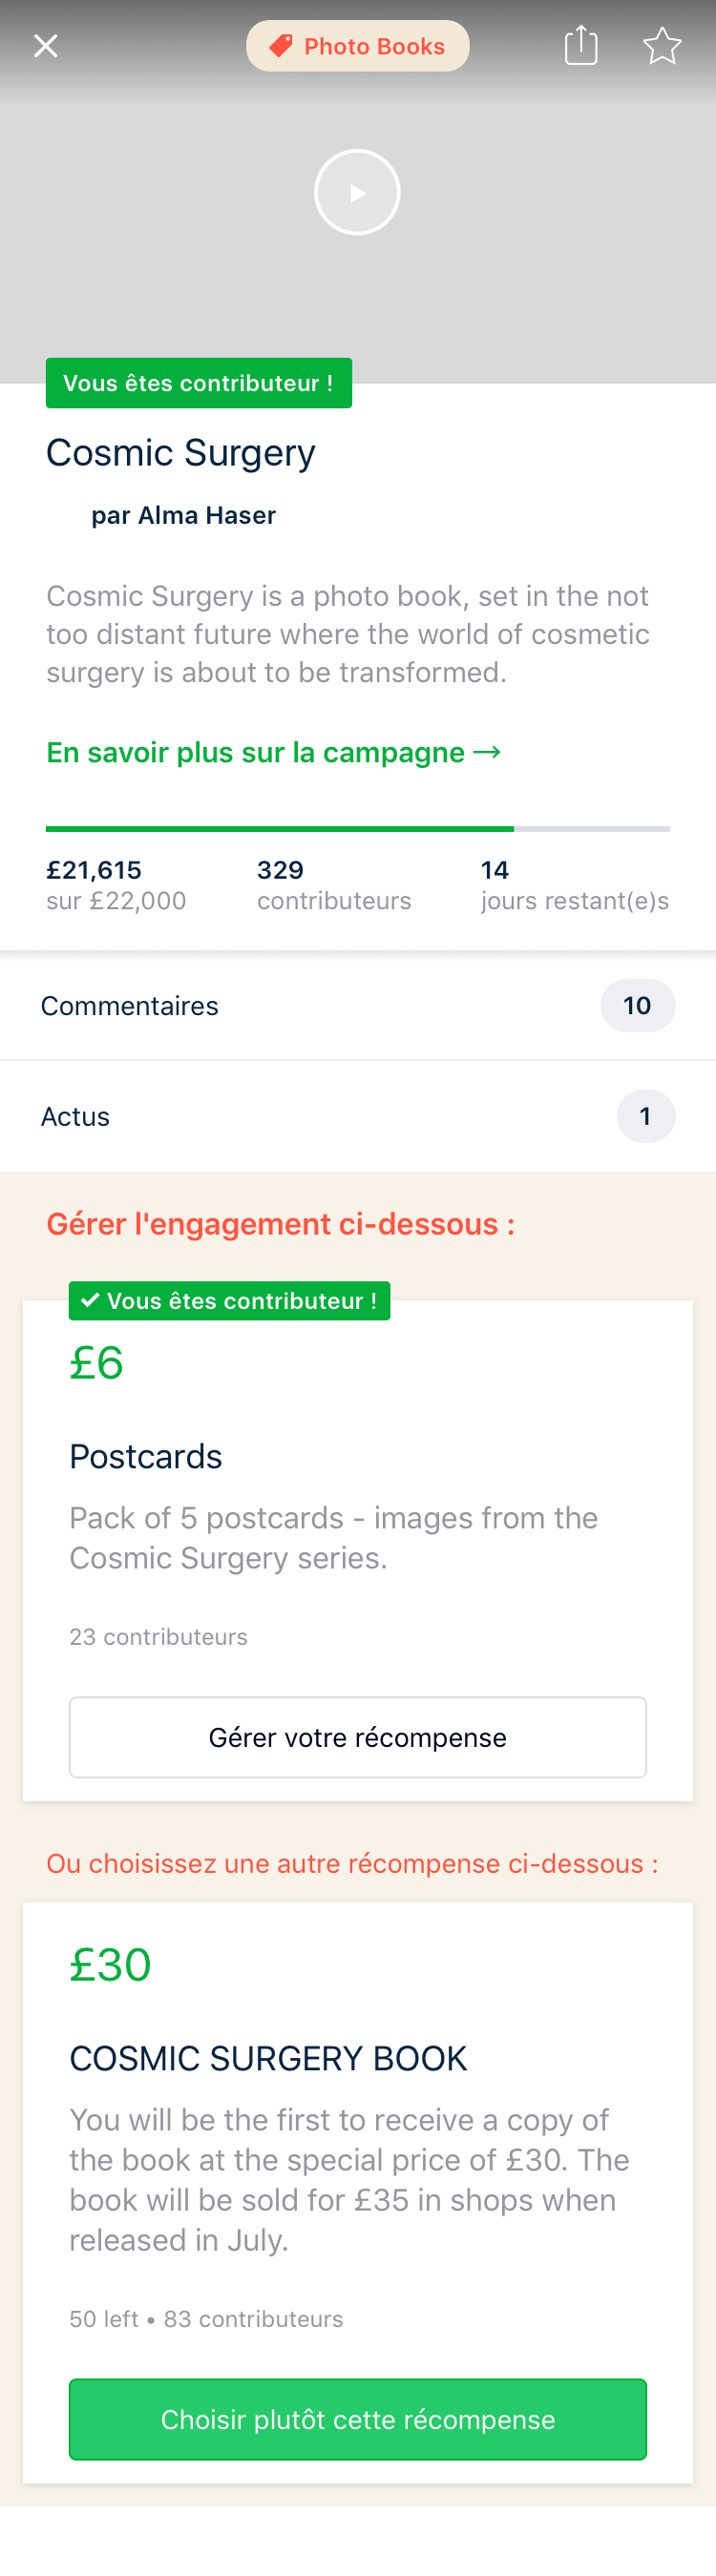 Photo Books
Vous êtes contributeur !
Cosmic Surgery
par Alma Haser
Cosmic Surgery is a photo book, set in the not
too distant future where the world of cosmetic
surgery is about to be transformed.
En savoir plus sur la campagne →
£21,615
sur £22,000
329
contributeurs
14
jours restant(e)s
Commentaires
10
Actus
1
Gérer l'engagement ci-dessous :
✓ Vous êtes contributeur !
£6
Postcards
Pack of 5 postcards - images from the
Cosmic Surgery series.
23 contributeurs
Gérer votre récompense
Ou choisissez une autre récompense ci-dessous :
£30
COSMIC SURGERY BOOK
You will be the first to receive a copy of
the book at the special price of £30. The
book will be sold for £35 in shops when
released in July.
50 left • 83 contributeurs
Choisir plutôt cette récompense